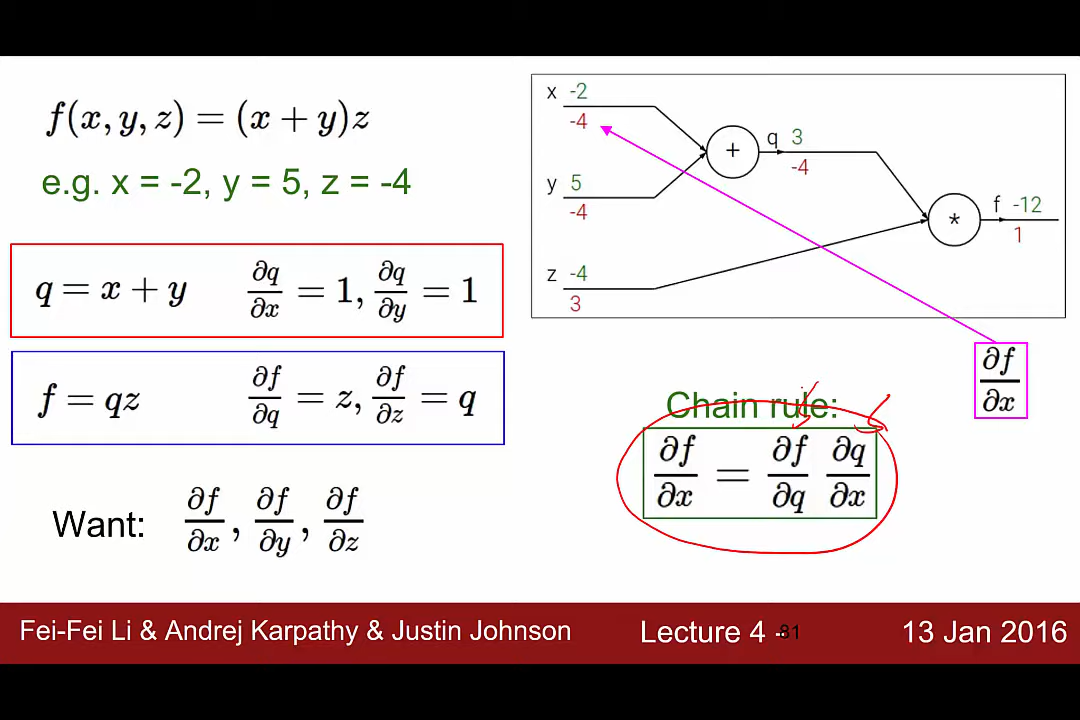 f(x, y, z) = (x + y)z
e.g. x = -2, y = 5, z = -4
q = x + y ∂q/∂x = 1, ∂q/∂y = 1
f = qz ∂f/∂q = z, ∂f/∂z = q
Want: ∂f/∂x, ∂f/∂y, ∂f/∂z
x -2
-4
y 5
-4
z -4
3
+
q 3
-4
*
f -12
1
∂f/∂x
Chain rule:
∂f/∂x = ∂f/∂q ∂q/∂x
Fei-Fei Li & Andrej Karpathy & Justin Johnson
Lecture 4 - 31
13 Jan 2016